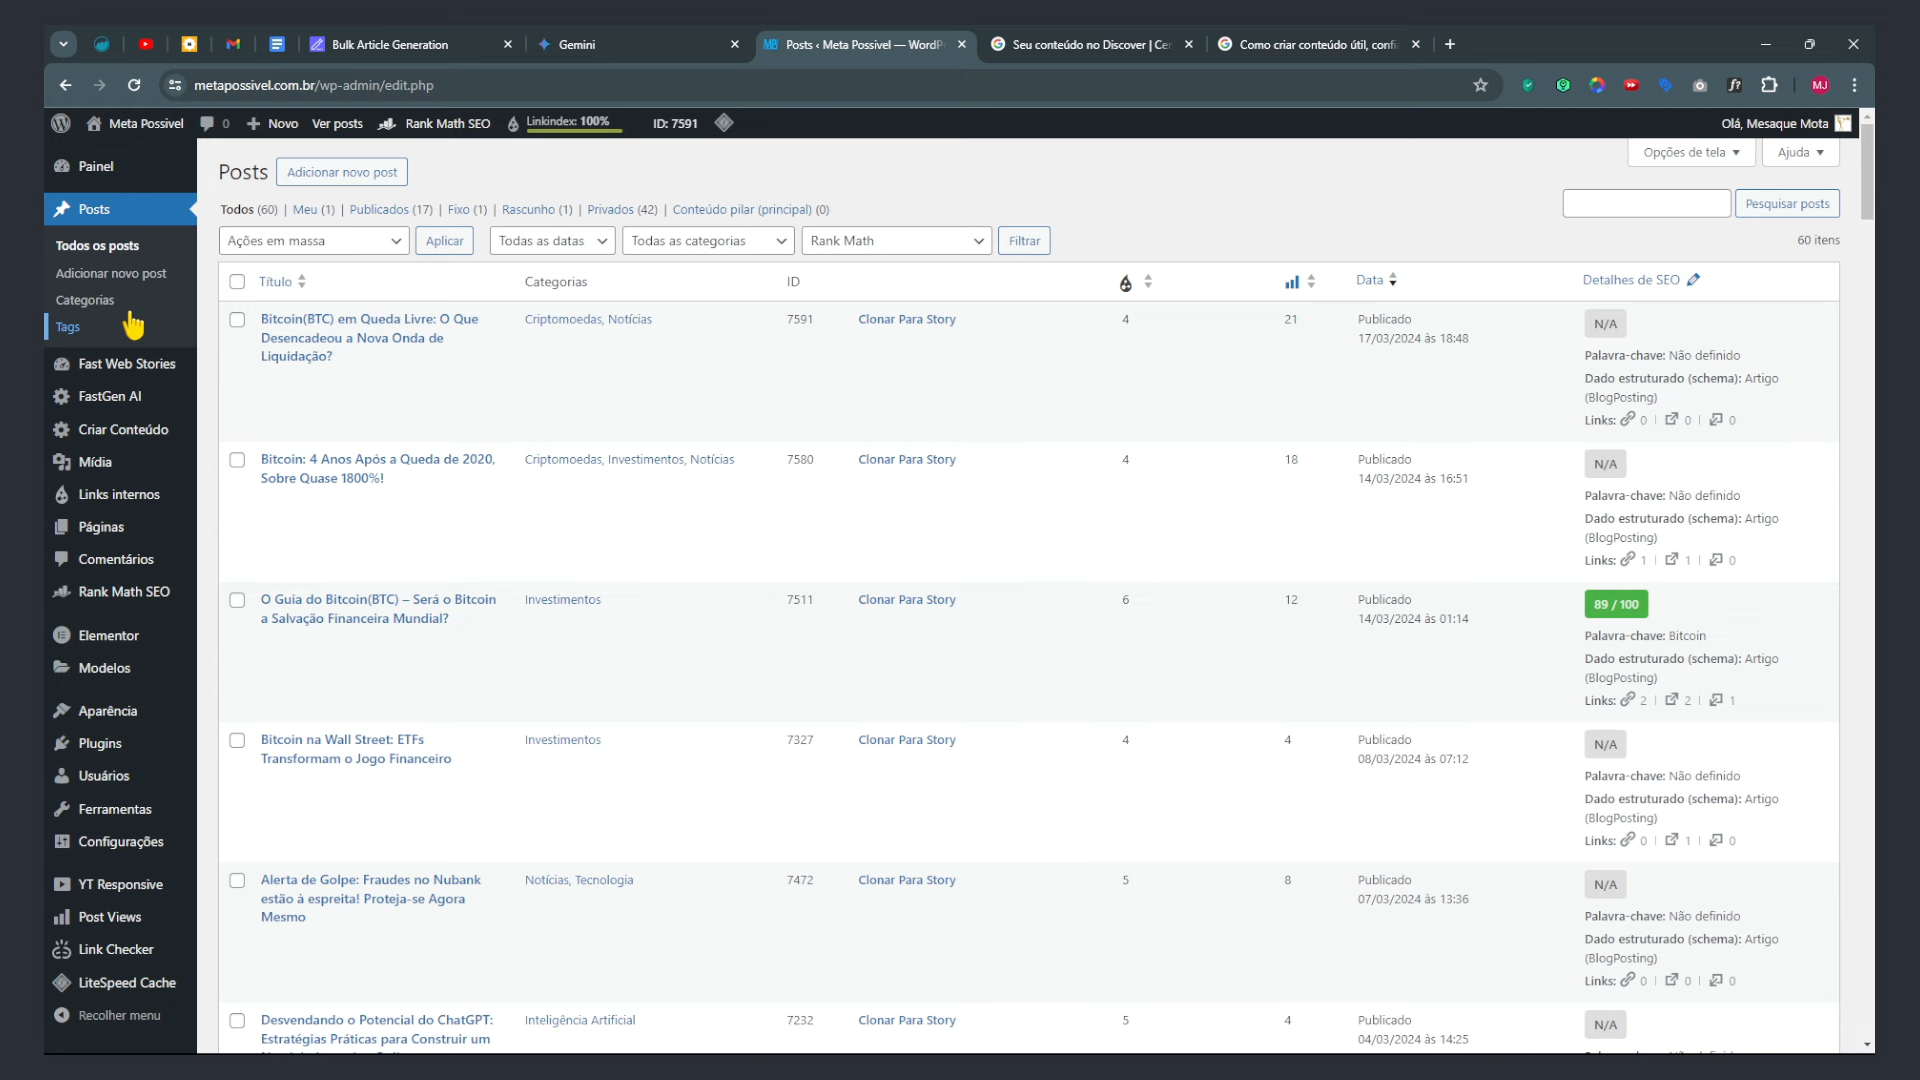 Bulk Article Generation
Gemini
Posts ‹ Meta Possivel — WordP
Seu conteúdo no Discover | Ce
Como criar conteúdo útil, confi
metapossivel.com.br/wp-admin/edit.php
MJ
Meta Possivel
0
Novo
Ver posts
Rank Math SEO
Linkindex: 100%
ID: 7591
Olá, Mesaque Mota
Painel
Posts
Todos os posts
Adicionar novo post
Categorias
Tags
Fast Web Stories
FastGen AI
Criar Conteúdo
Mídia
Links internos
Páginas
Comentários
Rank Math SEO
Elementor
Modelos
Aparência
Plugins
Usuários
Ferramentas
Configurações
YT Responsive
Post Views
Link Checker
LiteSpeed Cache
Recolher menu
Opções de tela
Ajuda
Posts
Adicionar novo post
Todos (60) | Meu (1) | Publicados (17) | Fixo (1) | Rascunho (1) | Privados (42) | Conteúdo pilar (principal) (0)
Pesquisar posts
Ações em massa
Aplicar
Todas as datas
Todas as categorias
Rank Math
Filtrar
60 itens
Título
Categorias
ID
Data
Detalhes de SEO
Bitcoin(BTC) em Queda Livre: O Que
Desencadeou a Nova Onda de
Liquidação?
Criptomoedas, Notícias
7591
Clonar Para Story
4
21
Publicado
17/03/2024 às 18:48
N/A
Palavra-chave: Não definido
Dado estruturado (schema): Artigo
(BlogPosting)
Links: 0 | 0 | 0
Bitcoin: 4 Anos Após a Queda de 2020,
Sobre Quase 1800%!
Criptomoedas, Investimentos, Notícias
7580
Clonar Para Story
4
18
Publicado
14/03/2024 às 16:51
N/A
Palavra-chave: Não definido
Dado estruturado (schema): Artigo
(BlogPosting)
Links: 1 | 1 | 0
O Guia do Bitcoin(BTC) – Será o Bitcoin
a Salvação Financeira Mundial?
Investimentos
7511
Clonar Para Story
6
12
Publicado
14/03/2024 às 01:14
89 / 100
Palavra-chave: Bitcoin
Dado estruturado (schema): Artigo
(BlogPosting)
Links: 2 | 2 | 1
Bitcoin na Wall Street: ETFs
Transformam o Jogo Financeiro
Investimentos
7327
Clonar Para Story
4
4
Publicado
08/03/2024 às 07:12
N/A
Palavra-chave: Não definido
Dado estruturado (schema): Artigo
(BlogPosting)
Links: 0 | 1 | 0
Alerta de Golpe: Fraudes no Nubank
estão à espreita! Proteja-se Agora
Mesmo
Notícias, Tecnologia
7472
Clonar Para Story
5
8
Publicado
07/03/2024 às 13:36
N/A
Palavra-chave: Não definido
Dado estruturado (schema): Artigo
(BlogPosting)
Links: 0 | 0 | 0
Desvendando o Potencial do ChatGPT:
Estratégias Práticas para Construir um
Inteligência Artificial
7232
Clonar Para Story
5
4
Publicado
04/03/2024 às 14:25
N/A